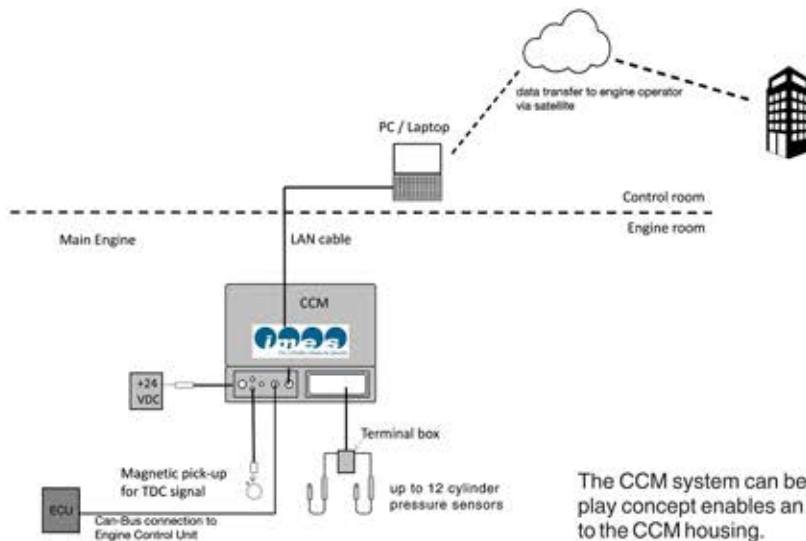 data transfer to engine operator
via satellite
PC / Laptop
Control room
Engine room
Main Engine
LAN cable
CCM
imes
+24
VDC
Terminal box
Magnetic pick-up
for TDC signal
up to 12 cylinder
pressure sensors
ECU
Can-Bus connection to
Engine Control Unit
The CCM system can be
play concept enables an
to the CCM housing.